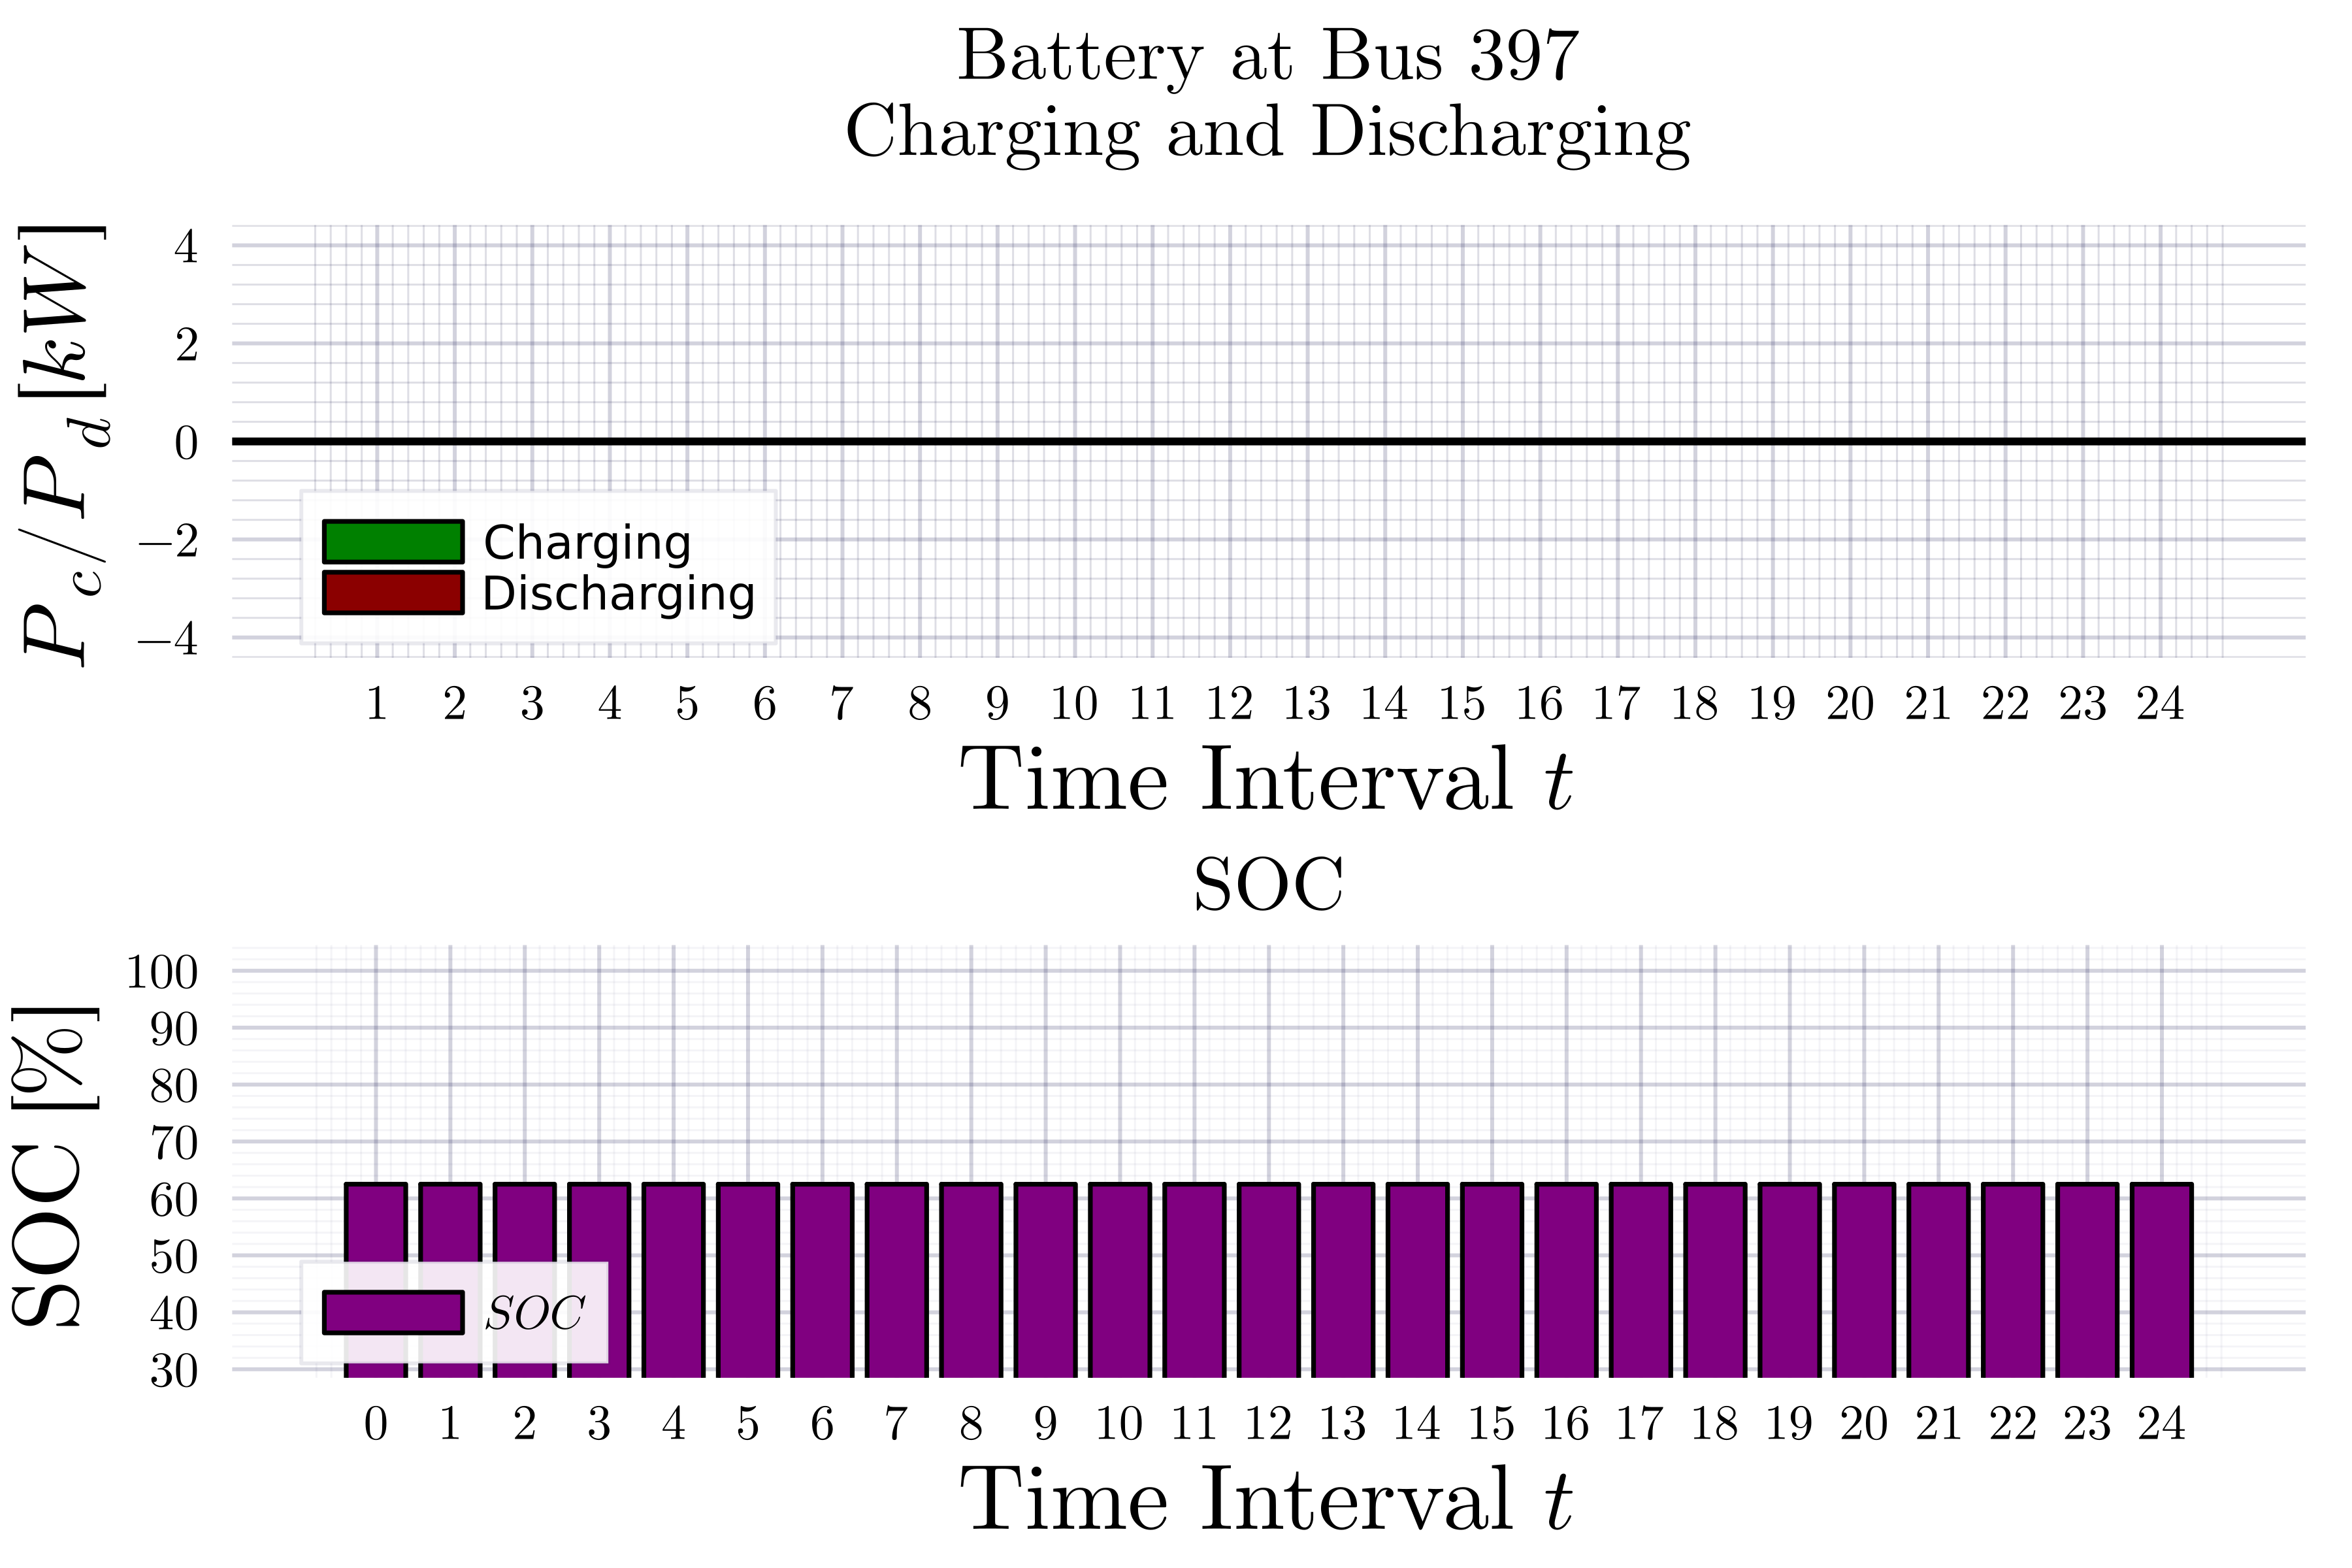 Battery at Bus 397
Charging and Discharging
P_c/P_d [kW]
4
2
0
−2
−4
Charging
Discharging
1 2 3 4 5 6 7 8 9 10 11 12 13 14 15 16 17 18 19 20 21 22 23 24
Time Interval t
SOC
SOC [%]
100
90
80
70
60
50
40
30
SOC
0 1 2 3 4 5 6 7 8 9 10 11 12 13 14 15 16 17 18 19 20 21 22 23 24
Time Interval t